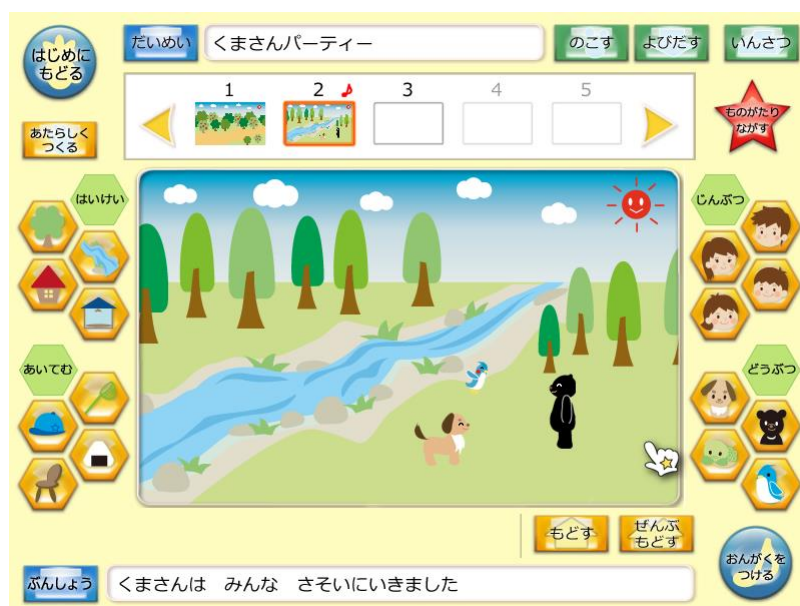 はじめに
もどる
だいめい
くまさんパーティー
のこす
よびだす
いんさつ
あたらしく
つくる
1 2 3 4 5
ものがたり
ながす
はいけい
じんぶつ
あいてむ
どうぶつ
もどす
ぜんぶ
もどす
おんがくを
つける
ぶんしょう
くまさんは　みんな　さそいにいきました